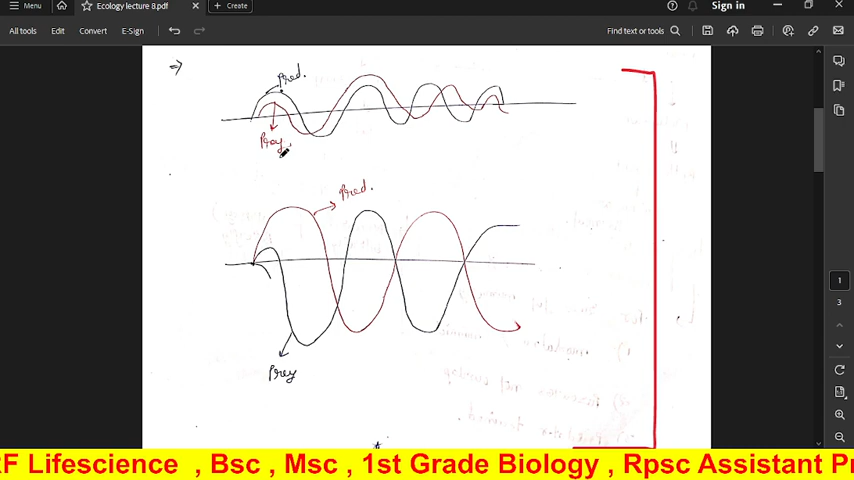 Menu
Ecology lecture 8.pdf
Create
Sign in
All tools
Edit
Convert
E-Sign
Find text or tools
Pred.
Prey
Pred.
Prey
1
3
RF Lifescience , Bsc , Msc , 1st Grade Biology , Rpsc Assistant Pr